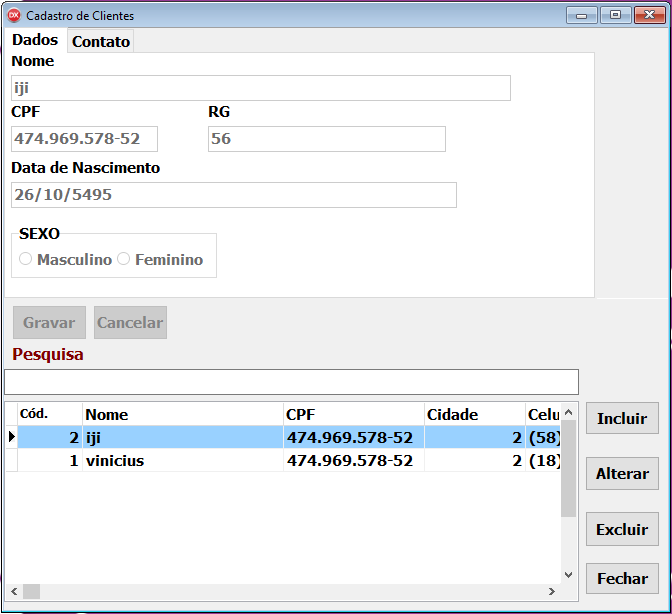 DX Cadastro de Clientes
Dados Contato
Nome
iji
CPF RG
474.969.578-52 56
Data de Nascimento
26/10/5495
SEXO
Masculino Feminino
Gravar Cancelar
Pesquisa
Cód. Nome CPF Cidade Celu
2 iji 474.969.578-52 2 (58)
1 vinicius 474.969.578-52 2 (18)
Incluir
Alterar
Excluir
Fechar